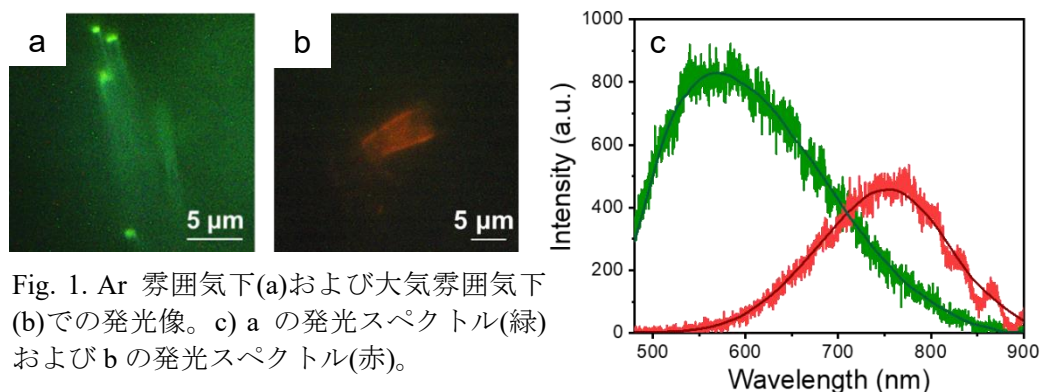 a
b
5 μm
5 μm
Fig. 1. Ar 雰囲気下(a)および大気雰囲気下
(b)での発光像。c) a の発光スペクトル(緑)
および b の発光スペクトル(赤)。
c
Intensity (a.u.)
1000
800
600
400
200
0
500 600 700 800 900
Wavelength (nm)